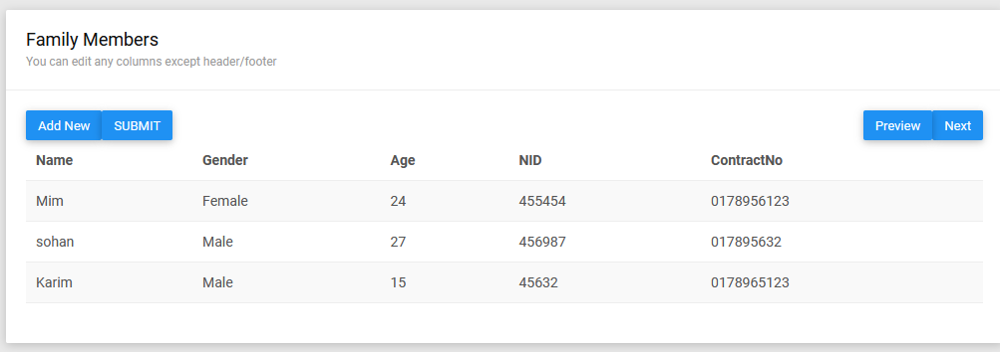 Family Members
You can edit any columns except header/footer
Add New SUBMIT Preview Next
Name Gender Age NID ContractNo
Mim Female 24 455454 0178956123
sohan Male 27 456987 017895632
Karim Male 15 45632 0178965123